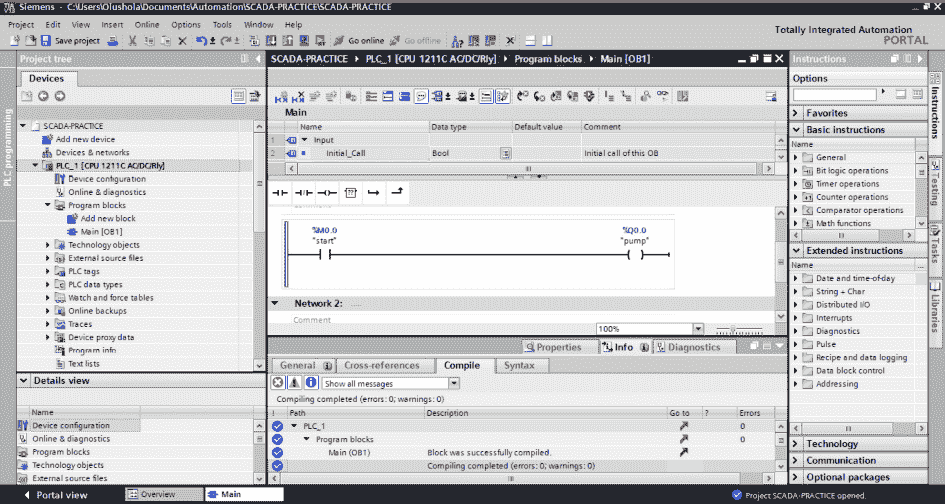 Siemens - C:\Users\Olushola\Documents\Automation\SCADA-PRACTICE\SCADA-PRACTICE
Project Edit View Insert Online Options Tools Window Help
Save project Go online Go offline
Totally Integrated Automation
PORTAL
Project tree
Devices
PLC programming
SCADA-PRACTICE
Add new device
Devices & networks
PLC_1 [CPU 1211C AC/DC/Rly]
Device configuration
Online & diagnostics
Program blocks
Add new block
Main [OB1]
Technology objects
External source files
PLC tags
PLC data types
Watch and force tables
Online backups
Traces
Device proxy data
Program info
Text lists
Details view
Name
Device configuration
Online & diagnostics
Program blocks
Technology objects
External source files
SCADA-PRACTICE PLC_1 [CPU 1211C AC/DC/Rly] Program blocks Main [OB1]
Main
Name Data type Default value Comment
1 Input
2 Initial_Call Bool Initial call of this OB
%M0.0 %Q0.0
"start" "pump"
Network 2: .....
Comment
100%
Properties Info Diagnostics
General Cross-references Compile Syntax
Show all messages
Compiling completed (errors: 0; warnings: 0)
! Path Description Go to ? Errors
PLC_1 0
Program blocks 0
Main (OB1) Block was successfully compiled.
Compiling completed (errors: 0; warnings: 0)
Instructions
Options
Favorites
Basic instructions
Name
General
Bit logic operations
Timer operations
Counter operations
Comparator operations
Math functions
Extended instructions
Name ...
Date and time-of-day
String + Char
Distributed I/O
Interrupts
Diagnostics
Pulse
Recipe and data logging
Data block control
Addressing
Technology
Communication
Optional packages
Instructions
Testing
Tasks
Libraries
Portal view Overview Main Project SCADA-PRACTICE opened.